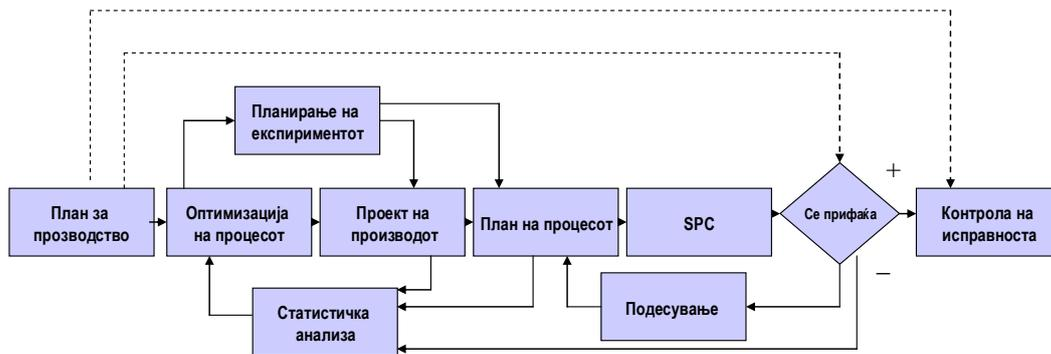 Планирање на
експириментот
План за
прозводство
Оптимизација
на процесот
Проект на
производот
План на процесот
SPC
Се прифаќа
+
−
Контрола на
исправноста
Статистичка
анализа
Подесување